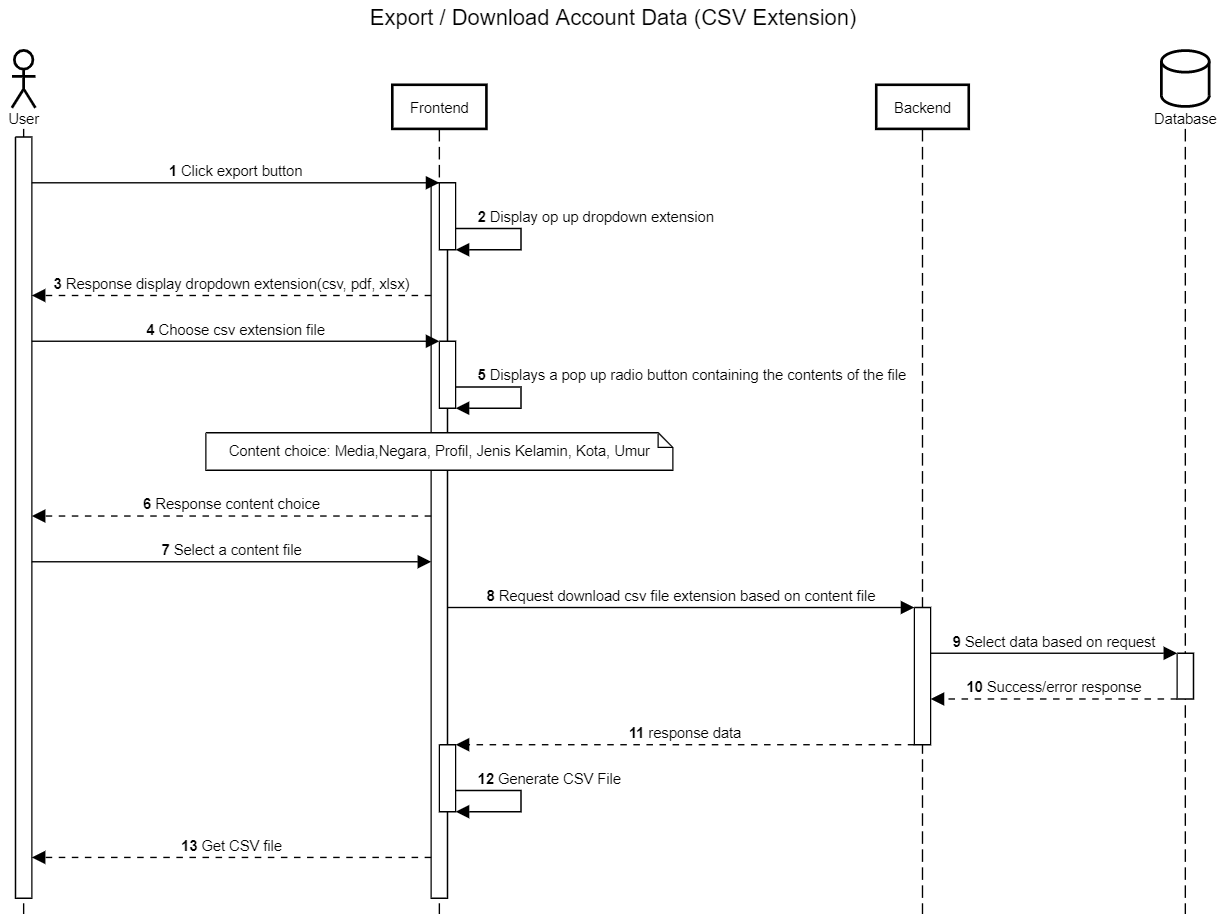 Export / Download Account Data (CSV Extension)
User
Frontend
Backend
Database
1 Click export button
2 Display op up dropdown extension
3 Response display dropdown extension(csv, pdf, xlsx)
4 Choose csv extension file
5 Displays a pop up radio button containing the contents of the file
Content choice: Media,Negara, Profil, Jenis Kelamin, Kota, Umur
6 Response content choice
7 Select a content file
8 Request download csv file extension based on content file
9 Select data based on request
10 Success/error response
11 response data
12 Generate CSV File
13 Get CSV file